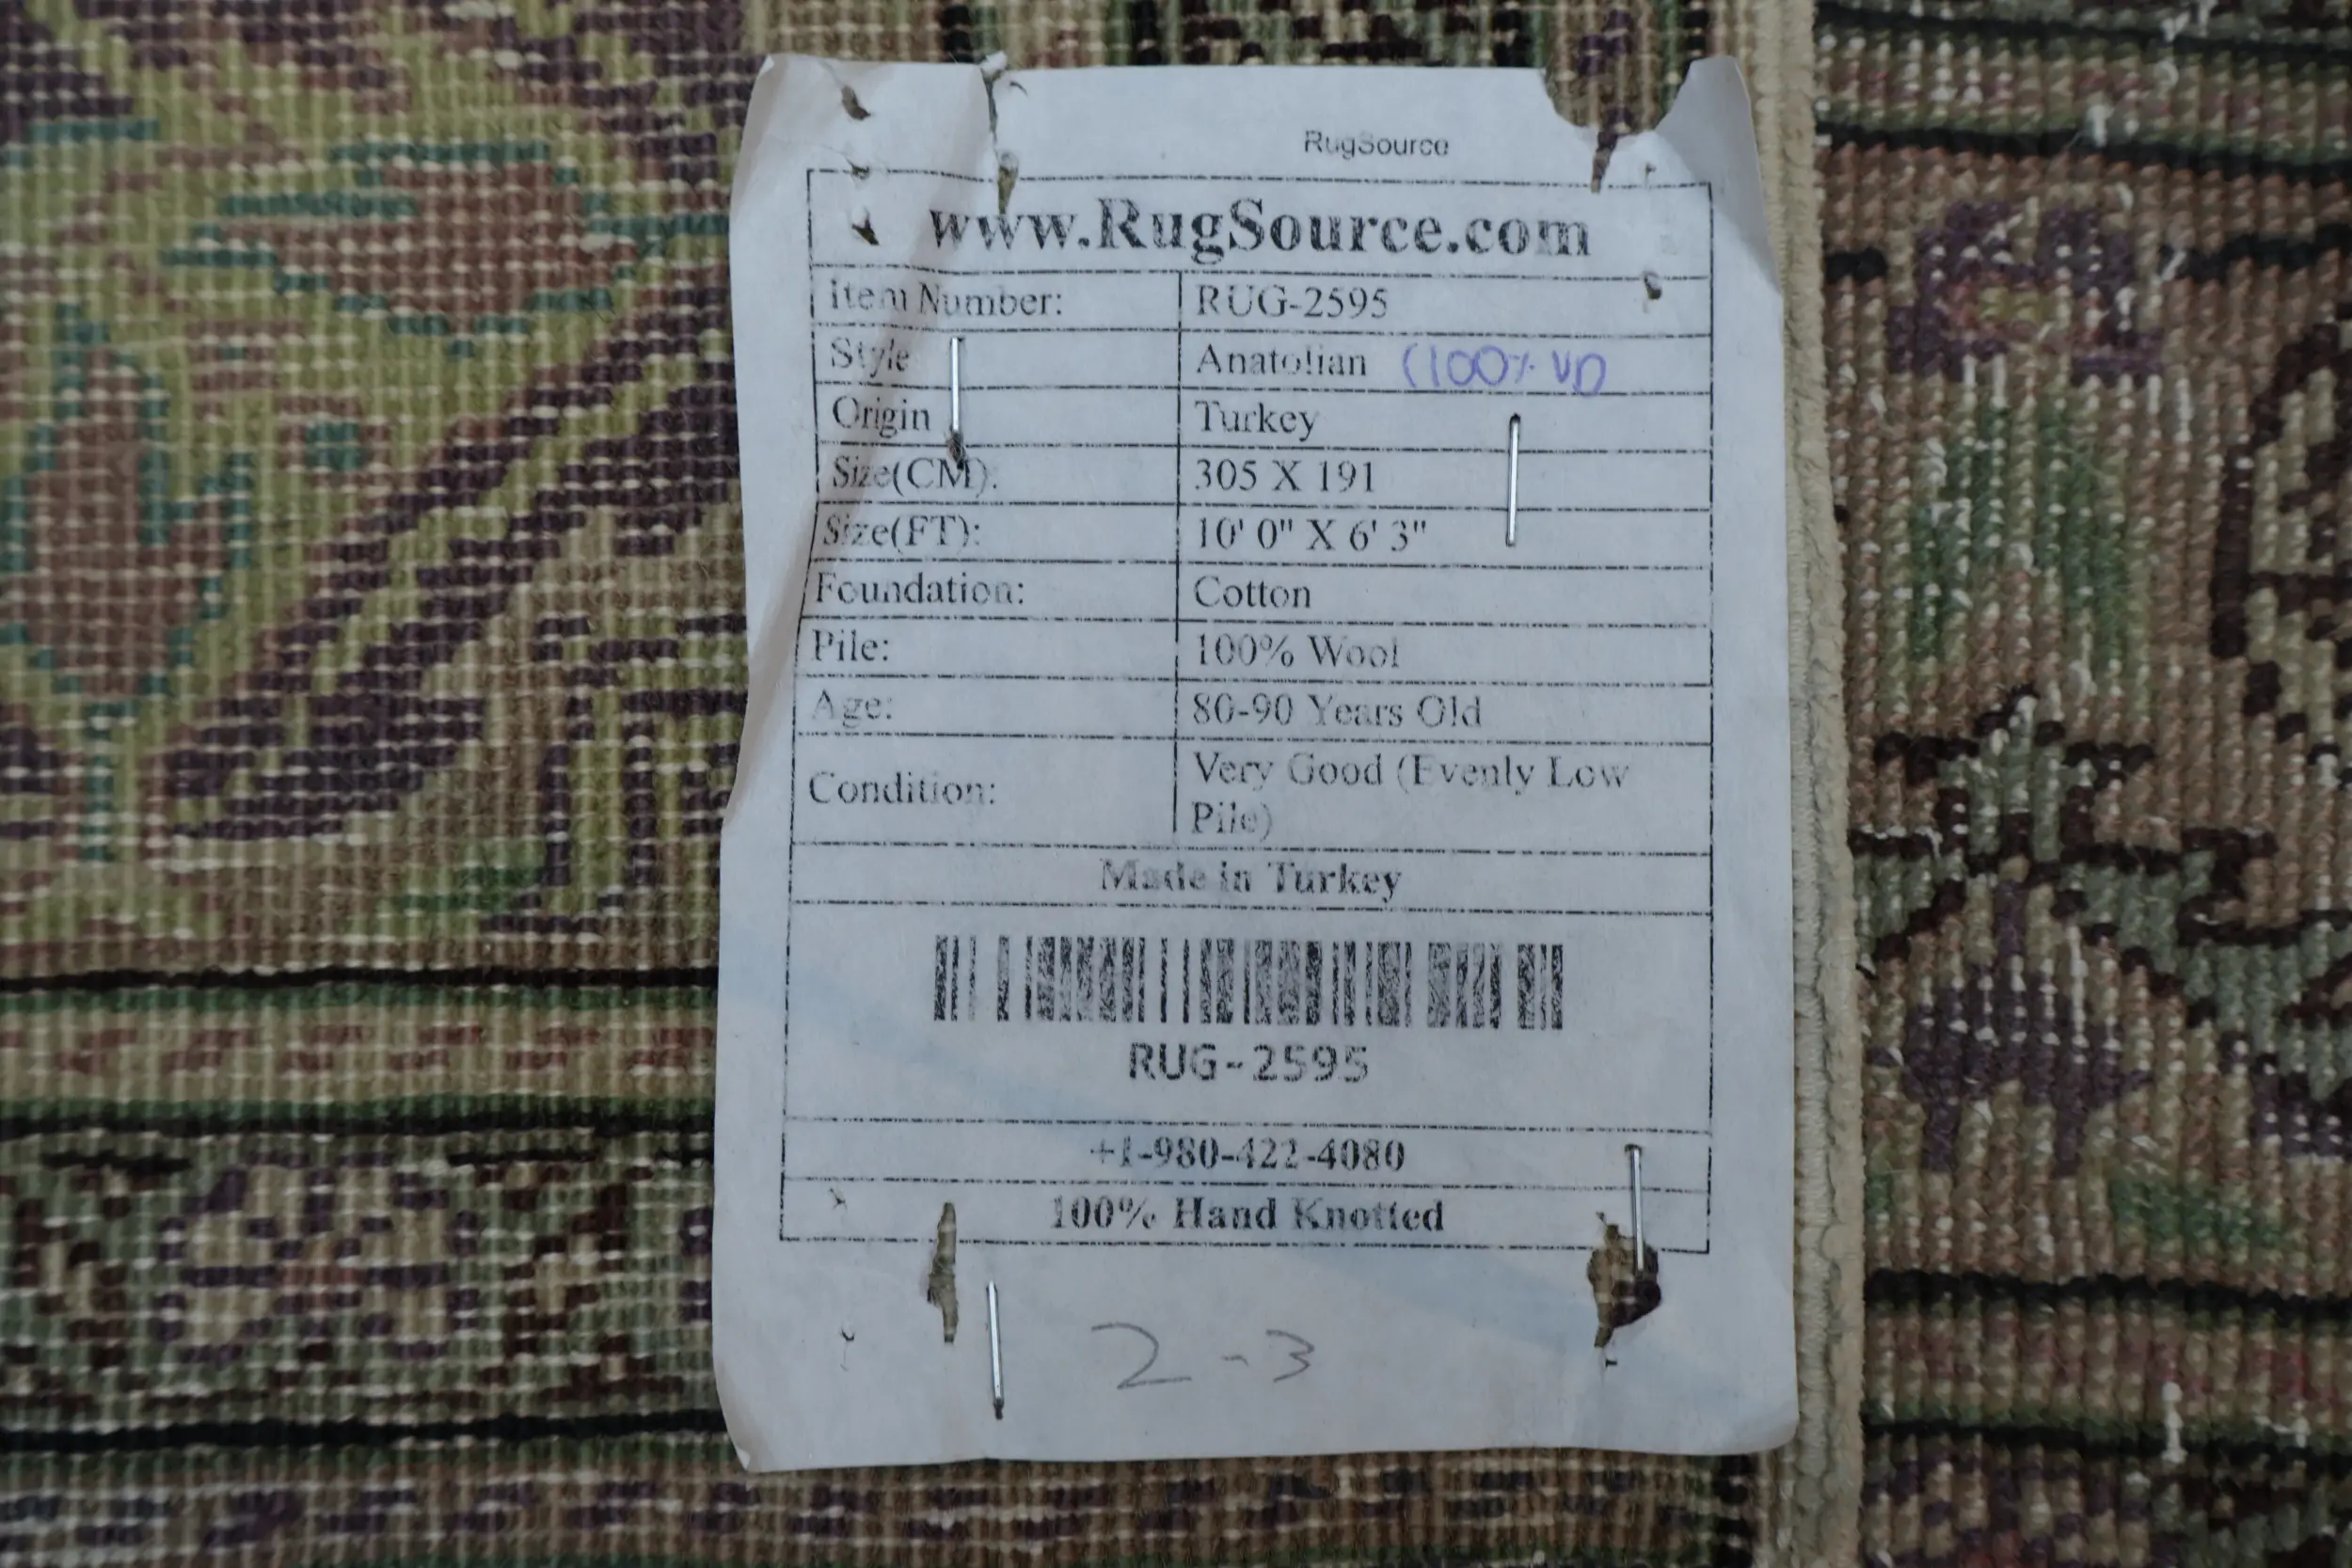 RugSource
www.RugSource.com
Item Number: RUG-2595
Style Anatolian (100% VD
Origin Turkey
Size(CM): 305 X 191
Size(FT): 10' 0" X 6' 3"
Foundation: Cotton
Pile: 100% Wool
Age: 80-90 Years Old
Condition: Very Good (Evenly Low
Pile)
Made in Turkey
RUG-2595
+1-980-422-4080
100% Hand Knotted
2-3